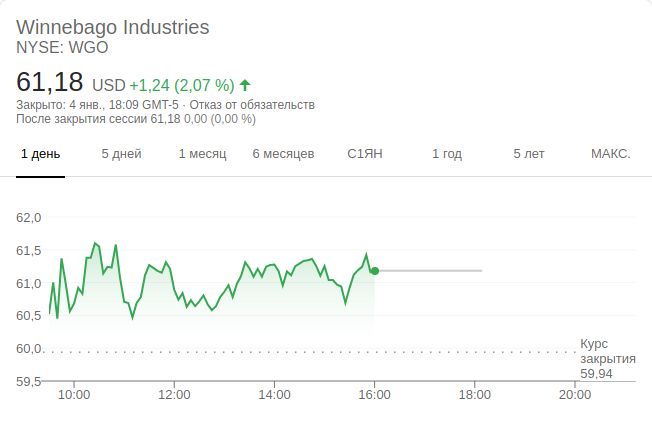 Winnebago Industries
NYSE: WGO
61,18 USD +1,24 (2,07 %)
Закрыто: 4 янв., 18:09 GMT-5 · Отказ от обязательств
После закрытия сессии 61,18 0,00 (0,00 %)
1 день 5 дней 1 месяц 6 месяцев С1ЯН 1 год 5 лет МАКС.
62,0
61,5
61,0
60,5
60,0
59,5
Курс
закрытия
59,94
10:00 12:00 14:00 16:00 18:00 20:00